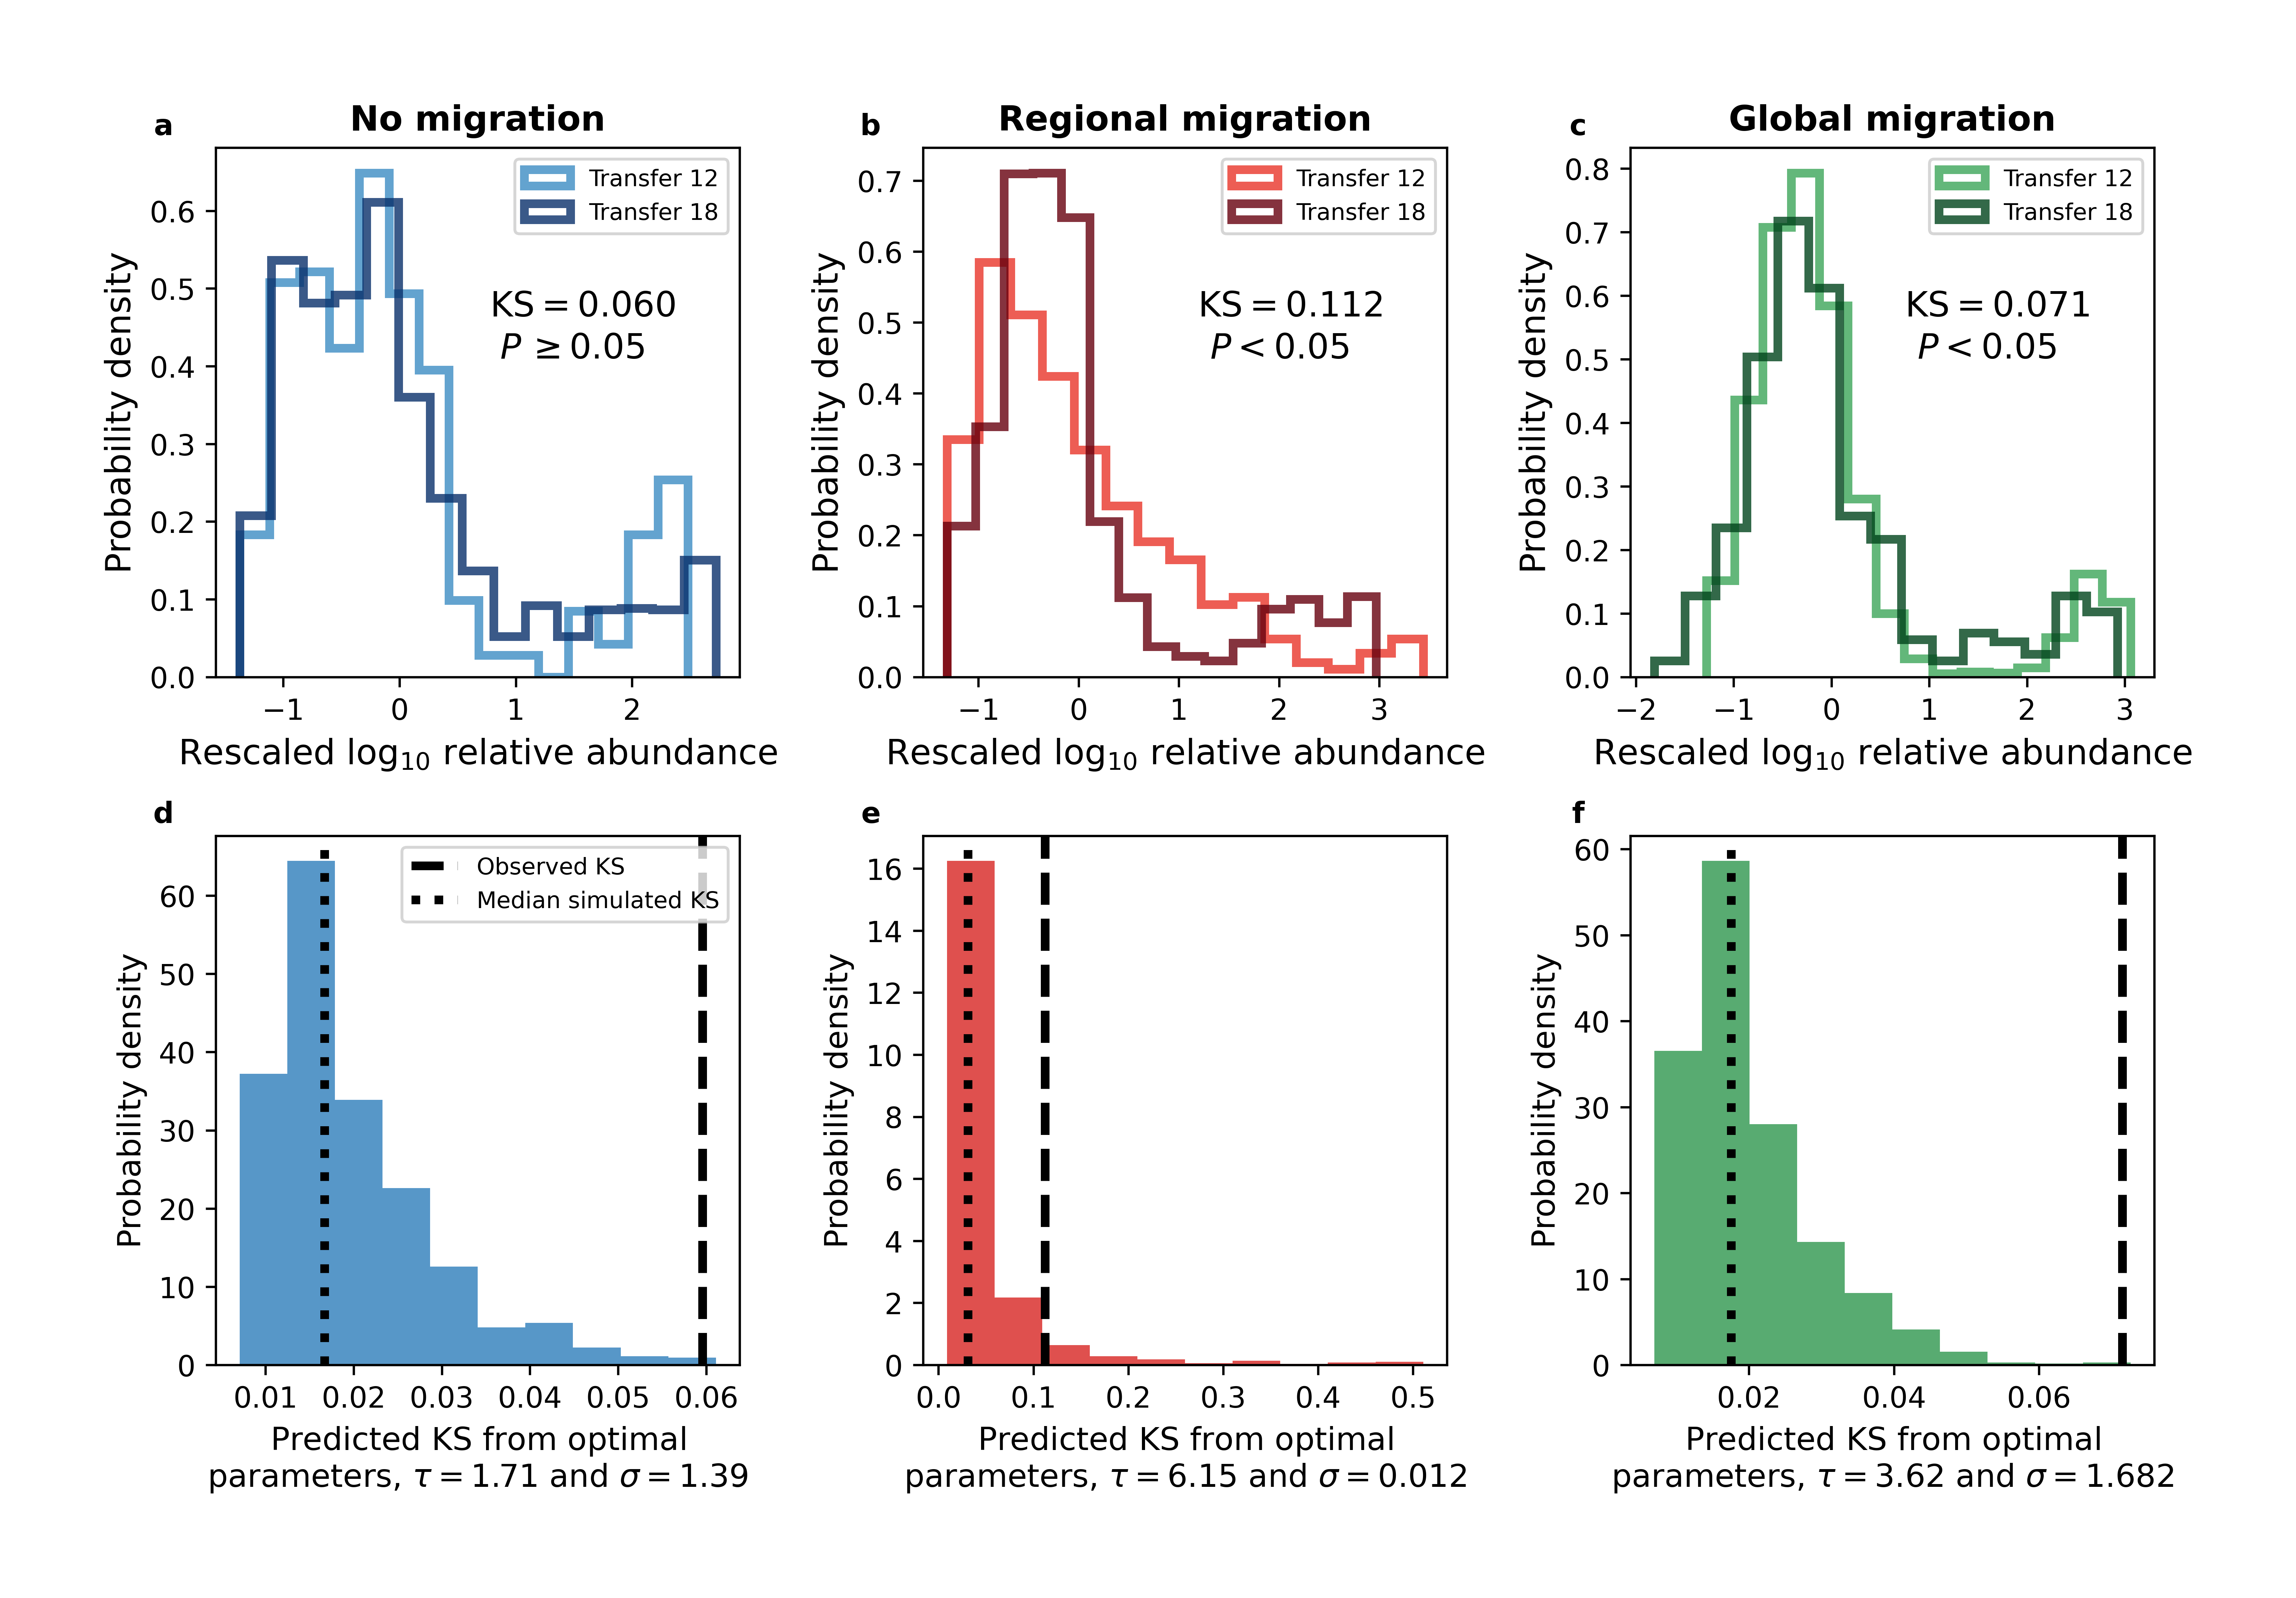 a
No migration
Transfer 12
Transfer 18
KS = 0.060
P ≥ 0.05
Probability density
0.0
0.1
0.2
0.3
0.4
0.5
0.6
−1
0
1
2
Rescaled log₁₀ relative abundance
b
Regional migration
Transfer 12
Transfer 18
KS = 0.112
P < 0.05
Probability density
0.0
0.1
0.2
0.3
0.4
0.5
0.6
0.7
−1
0
1
2
3
Rescaled log₁₀ relative abundance
c
Global migration
Transfer 12
Transfer 18
KS = 0.071
P < 0.05
Probability density
0.0
0.1
0.2
0.3
0.4
0.5
0.6
0.7
0.8
−2
−1
0
1
2
3
Rescaled log₁₀ relative abundance
d
Observed KS
Median simulated KS
Probability density
0
10
20
30
40
50
60
0.01
0.02
0.03
0.04
0.05
0.06
Predicted KS from optimal
parameters, τ = 1.71 and σ = 1.39
e
Probability density
0
2
4
6
8
10
12
14
16
0.0
0.1
0.2
0.3
0.4
0.5
Predicted KS from optimal
parameters, τ = 6.15 and σ = 0.012
f
Probability density
0
10
20
30
40
50
60
0.02
0.04
0.06
Predicted KS from optimal
parameters, τ = 3.62 and σ = 1.682